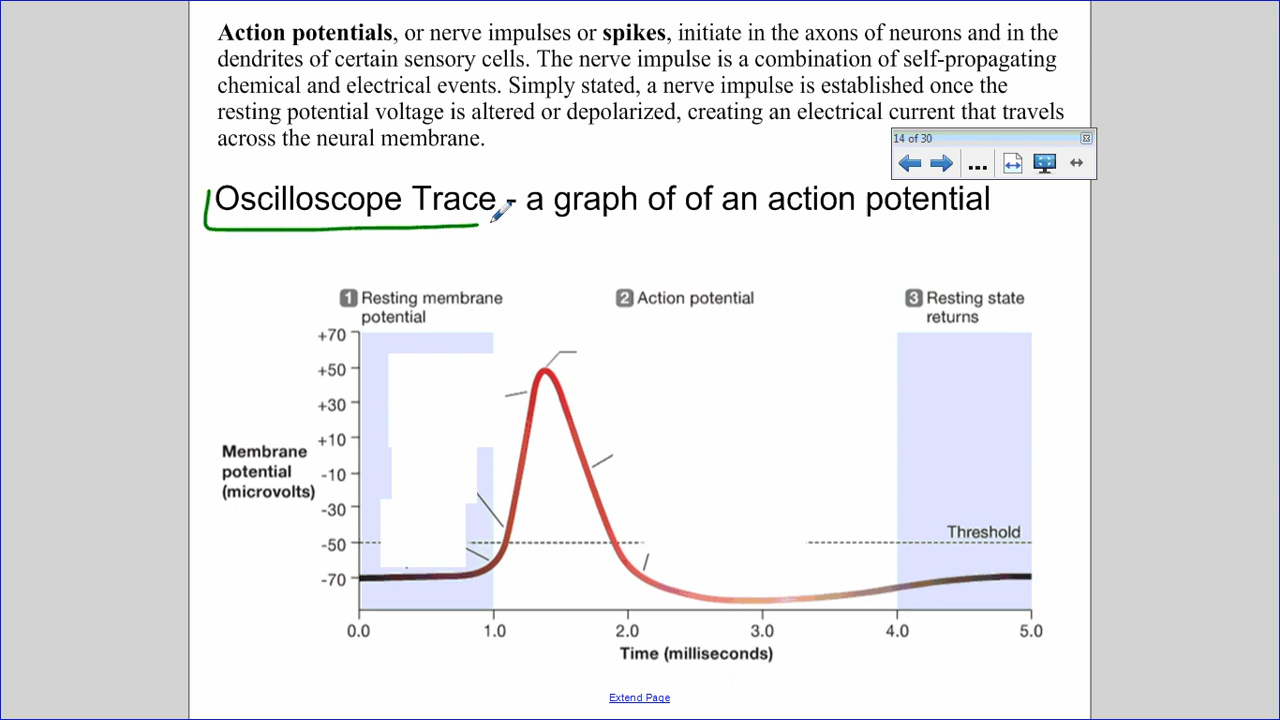 Action potentials, or nerve impulses or spikes, initiate in the axons of neurons and in the
dendrites of certain sensory cells. The nerve impulse is a combination of self-propagating
chemical and electrical events. Simply stated, a nerve impulse is established once the
resting potential voltage is altered or depolarized, creating an electrical current that travels
across the neural membrane.
14 of 30
...
Oscilloscope Trace - a graph of of an action potential
1 Resting membrane
potential
2 Action potential
3 Resting state
returns
+70
+50
+30
+10
-10
-30
-50
-70
Membrane
potential
(microvolts)
Threshold
0.0 1.0 2.0 3.0 4.0 5.0
Time (milliseconds)
Extend Page